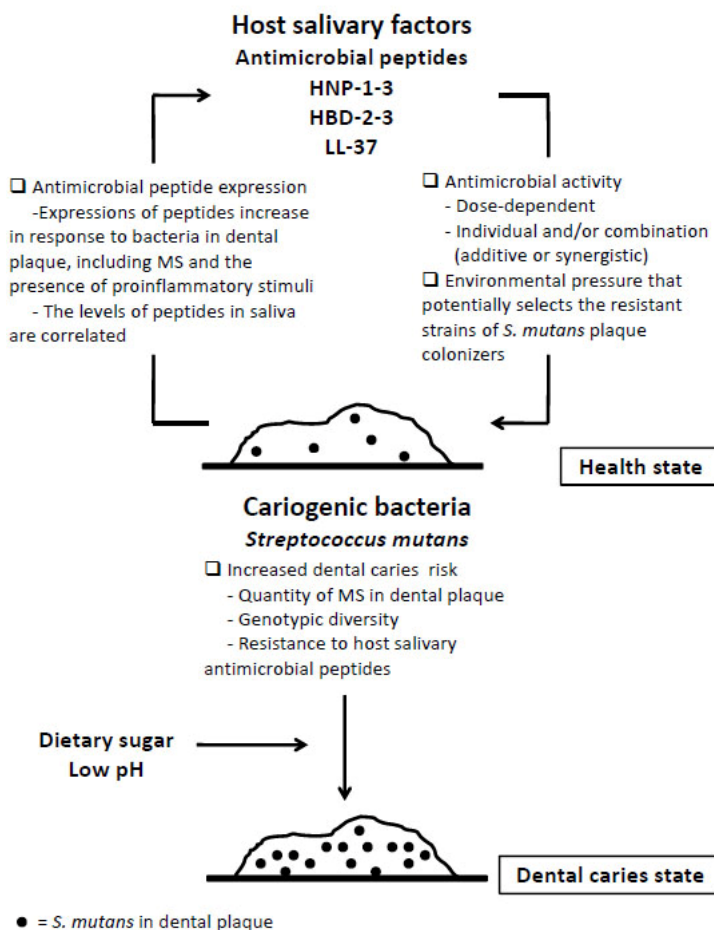 Host salivary factors
Antimicrobial peptides
HNP-1-3
HBD-2-3
LL-37
❑ Antimicrobial peptide expression
-Expressions of peptides increase
in response to bacteria in dental
plaque, including MS and the
presence of proinflammatory stimuli
- The levels of peptides in saliva
are correlated
❑ Antimicrobial activity
- Dose-dependent
- Individual and/or combination
(additive or synergistic)
❑ Environmental pressure that
potentially selects the resistant
strains of S. mutans plaque
colonizers
Health state
Cariogenic bacteria
Streptococcus mutans
❑ Increased dental caries risk
- Quantity of MS in dental plaque
- Genotypic diversity
- Resistance to host salivary
antimicrobial peptides
Dietary sugar
Low pH
Dental caries state
● = S. mutans in dental plaque